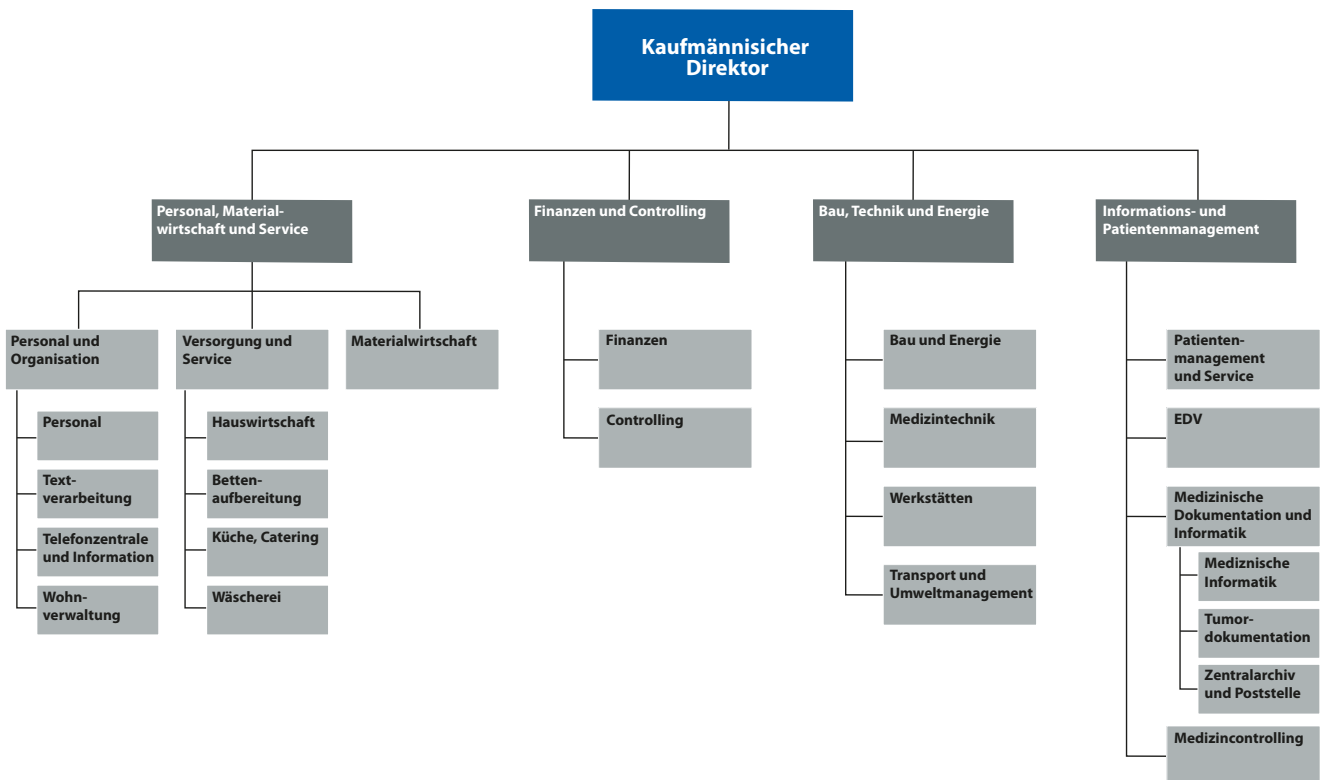 Kaufmännisicher
Direktor
Personal, Material-
wirtschaft und Service
Finanzen und Controlling
Bau, Technik und Energie
Informations- und
Patientenmanagement
Personal und
Organisation
Personal
Text-
verarbeitung
Telefonzentrale
und Information
Wohn-
verwaltung
Versorgung und
Service
Hauswirtschaft
Betten-
aufbereitung
Küche, Catering
Wäscherei
Materialwirtschaft
Finanzen
Controlling
Bau und Energie
Medizintechnik
Werkstätten
Transport und
Umweltmanagement
Patienten-
management
und Service
EDV
Medizinische
Dokumentation und
Informatik
Mediznische
Informatik
Tumor-
dokumentation
Zentralarchiv
und Poststelle
Medizincontrolling